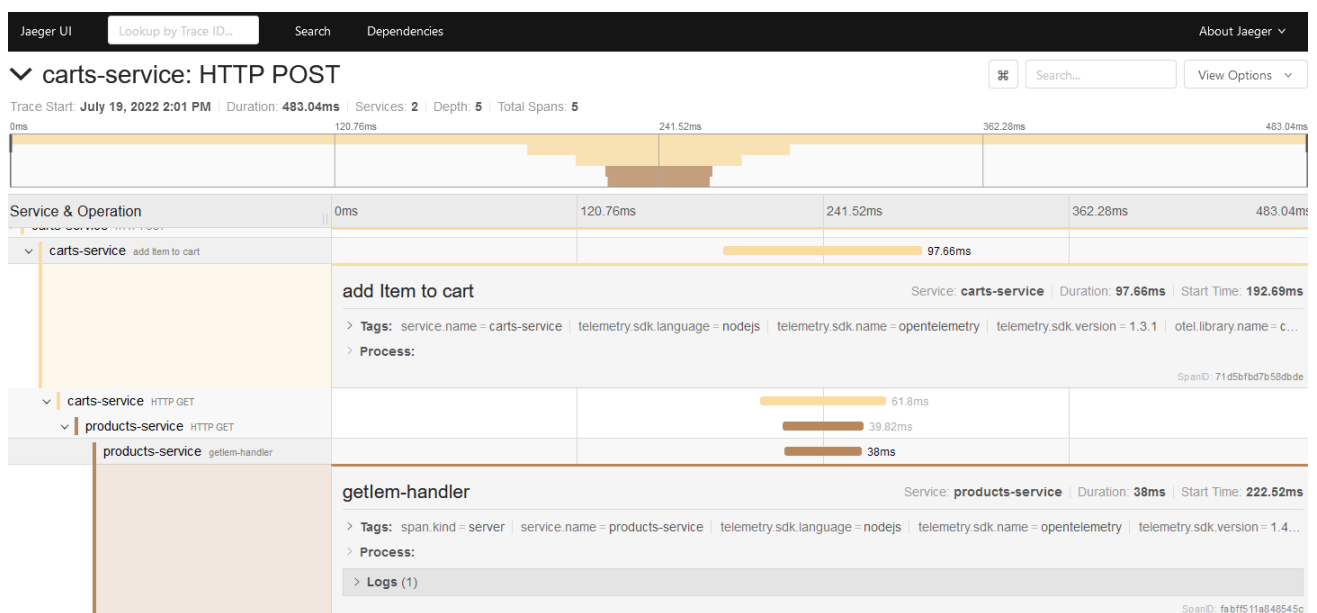 Jaeger UI Lookup by Trace ID... Search Dependencies About Jaeger
carts-service: HTTP POST ⌘ Search... View Options
Trace Start: July 19, 2022 2:01 PM Duration: 483.04ms Services: 2 Depth: 5 Total Spans: 5
0ms 120.76ms 241.52ms 362.28ms 483.04ms
Service & Operation 0ms 120.76ms 241.52ms 362.28ms 483.04ms
carts-service HTTP POST
carts-service add Item to cart 97.66ms
add Item to cart Service: carts-service Duration: 97.66ms Start Time: 192.69ms
Tags: service.name = carts-service telemetry.sdk.language = nodejs telemetry.sdk.name = opentelemetry telemetry.sdk.version = 1.3.1 otel.library.name = c...
Process:
SpanID: 71d5bfbd7b58dbde
carts-service HTTP GET 61.8ms
products-service HTTP GET 39.82ms
products-service getIem-handler 38ms
getIem-handler Service: products-service Duration: 38ms Start Time: 222.52ms
Tags: span.kind = server service.name = products-service telemetry.sdk.language = nodejs telemetry.sdk.name = opentelemetry telemetry.sdk.version = 1.4...
Process:
Logs (1)
SpanID: fabff511a848545c